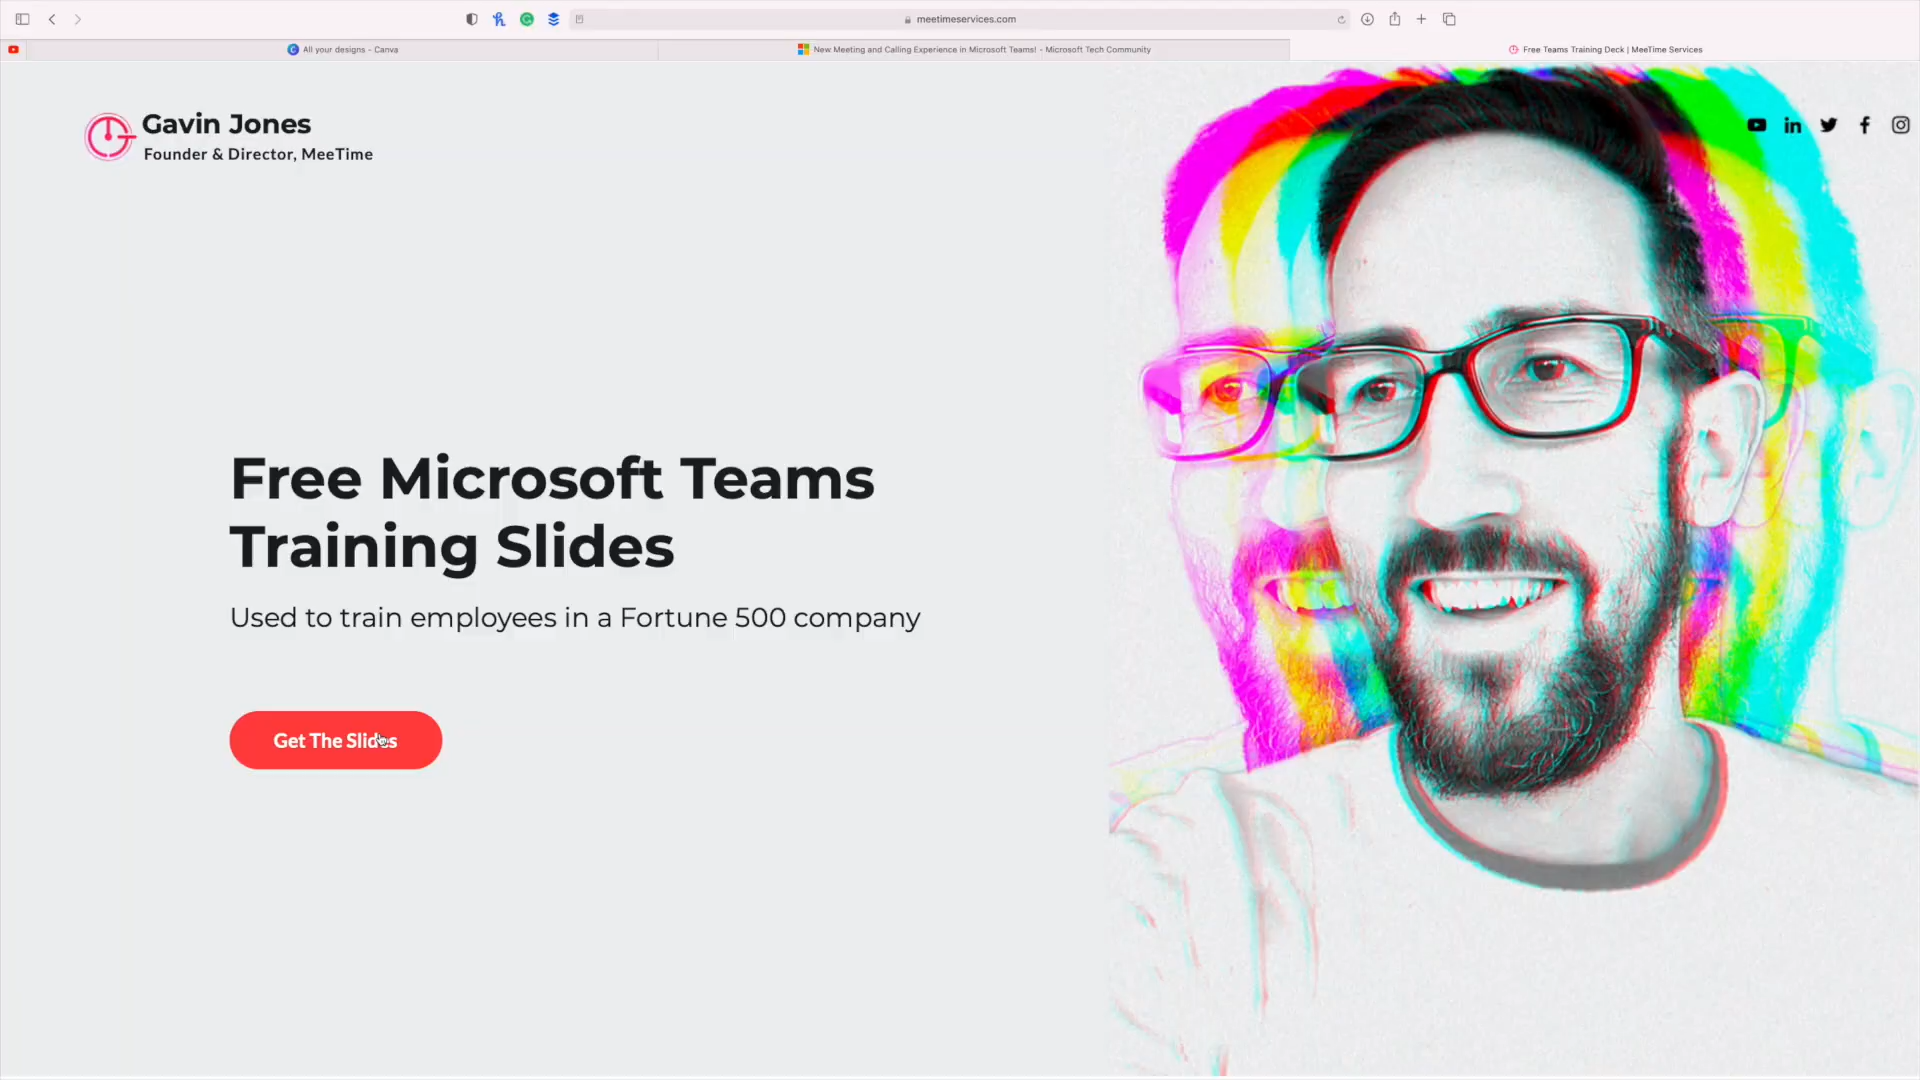 meetimeservices.com
All your designs - Canva
New Meeting and Calling Experience in Microsoft Teams! - Microsoft Tech Community
Free Teams Training Deck | MeeTime Services
Gavin Jones
Founder & Director, MeeTime
Free Microsoft Teams
Training Slides
Used to train employees in a Fortune 500 company
Get The Slides